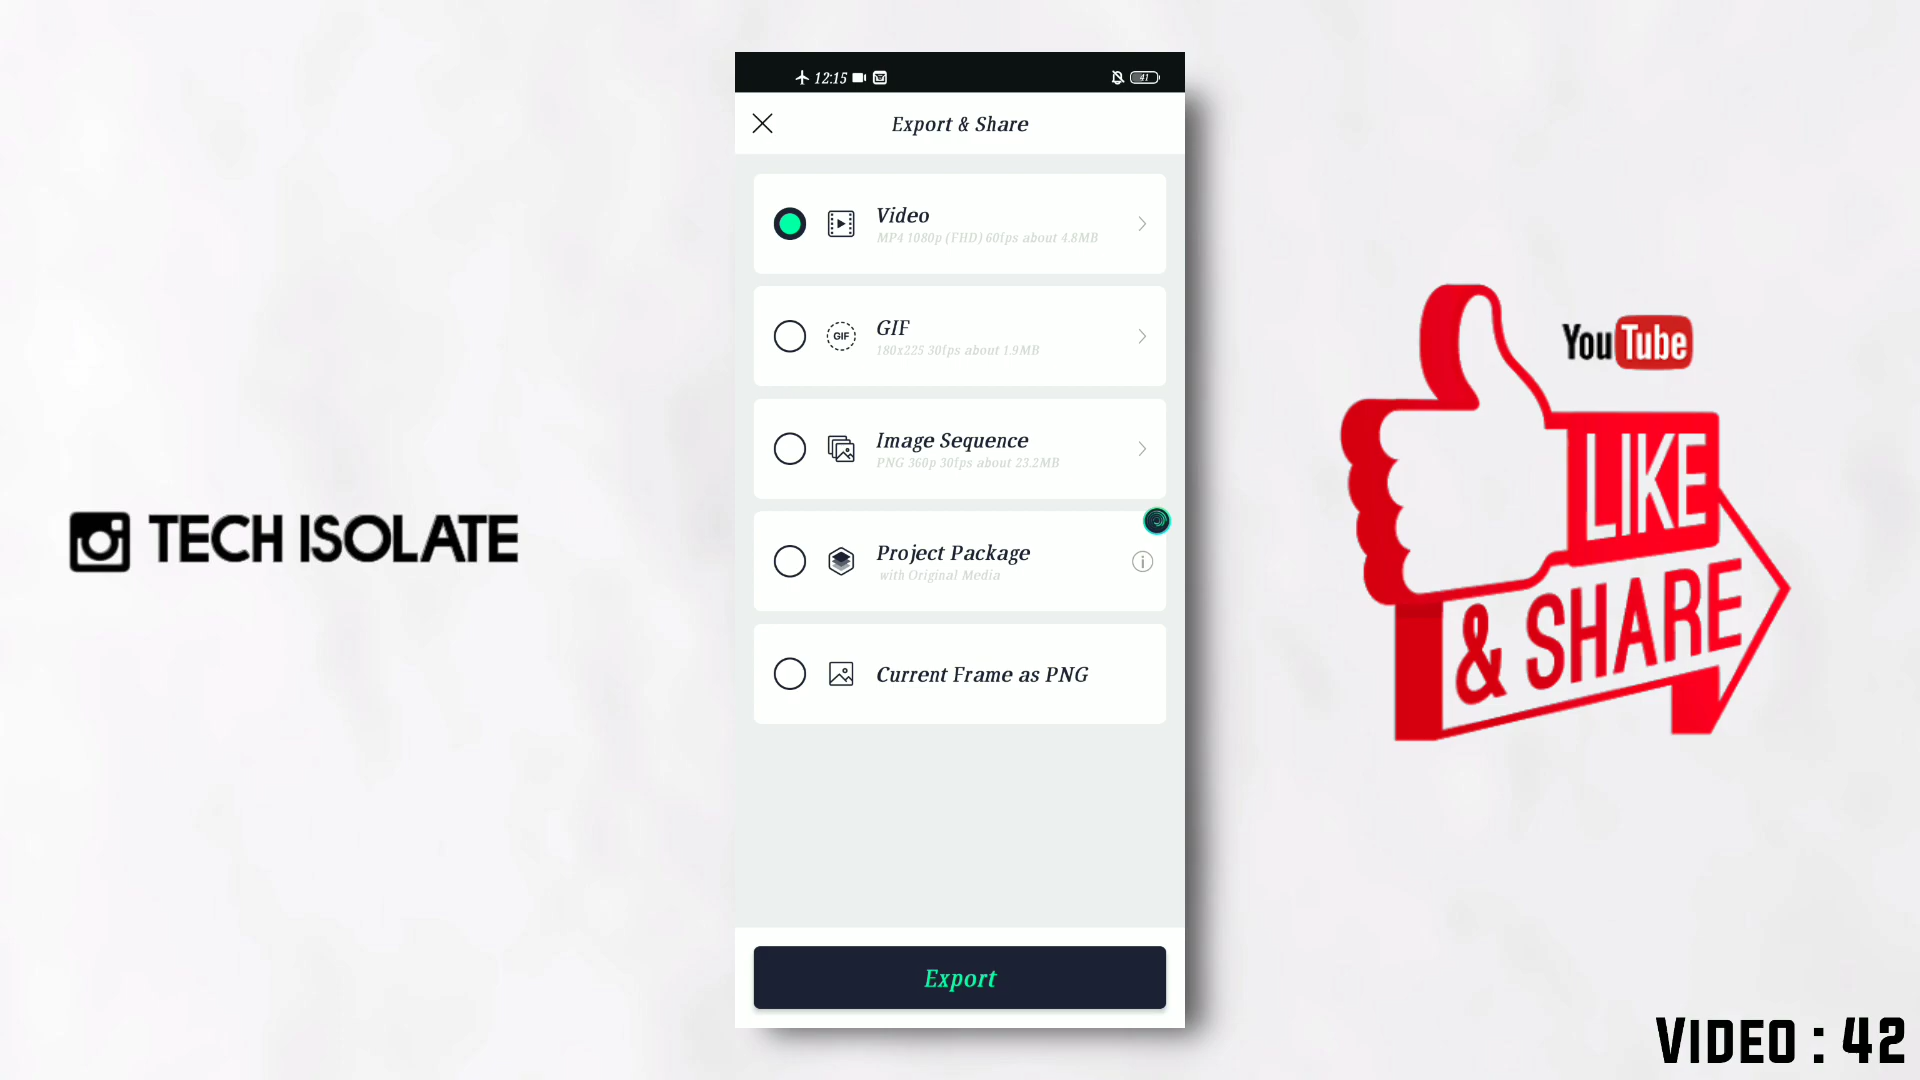 12:15
41
Export & Share
Video
MP4 1080p (FHD) 60fps about 4.8MB
GIF
GIF
180x225 30fps about 1.9MB
Image Sequence
PNG 360p 30fps about 23.2MB
Project Package
with Original Media
Current Frame as PNG
Export
TECH ISOLATE
YouTube
LIKE
& SHARE
VIDEO : 42